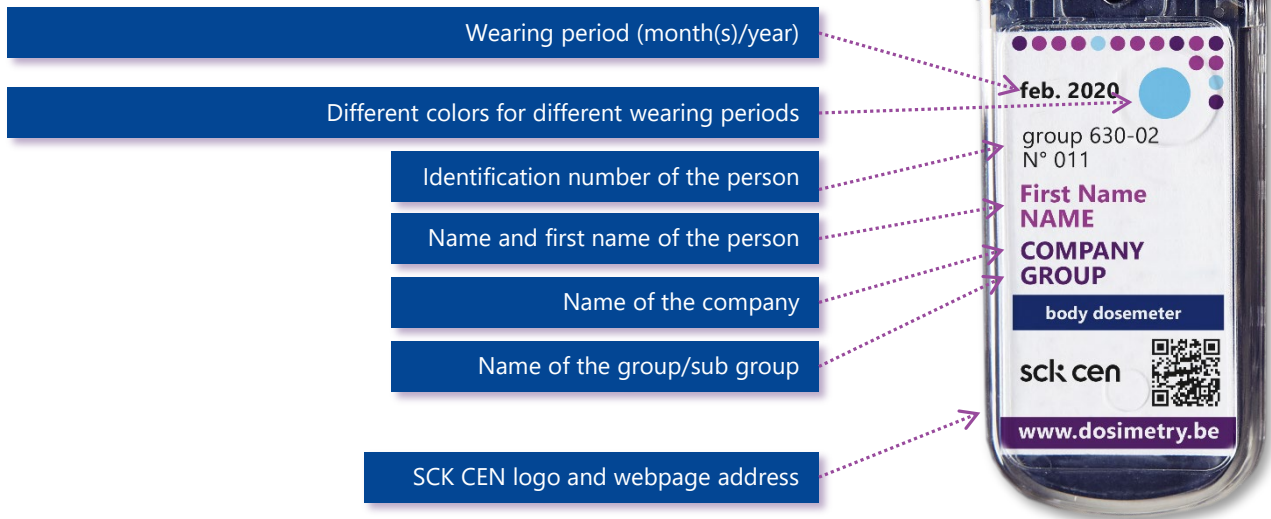 Wearing period (month(s)/year)
Different colors for different wearing periods
Identification number of the person
Name and first name of the person
Name of the company
Name of the group/sub group
SCK CEN logo and webpage address
feb. 2020
group 630-02
N° 011
First Name
NAME
COMPANY
GROUP
body dosemeter
sck cen
www.dosimetry.be